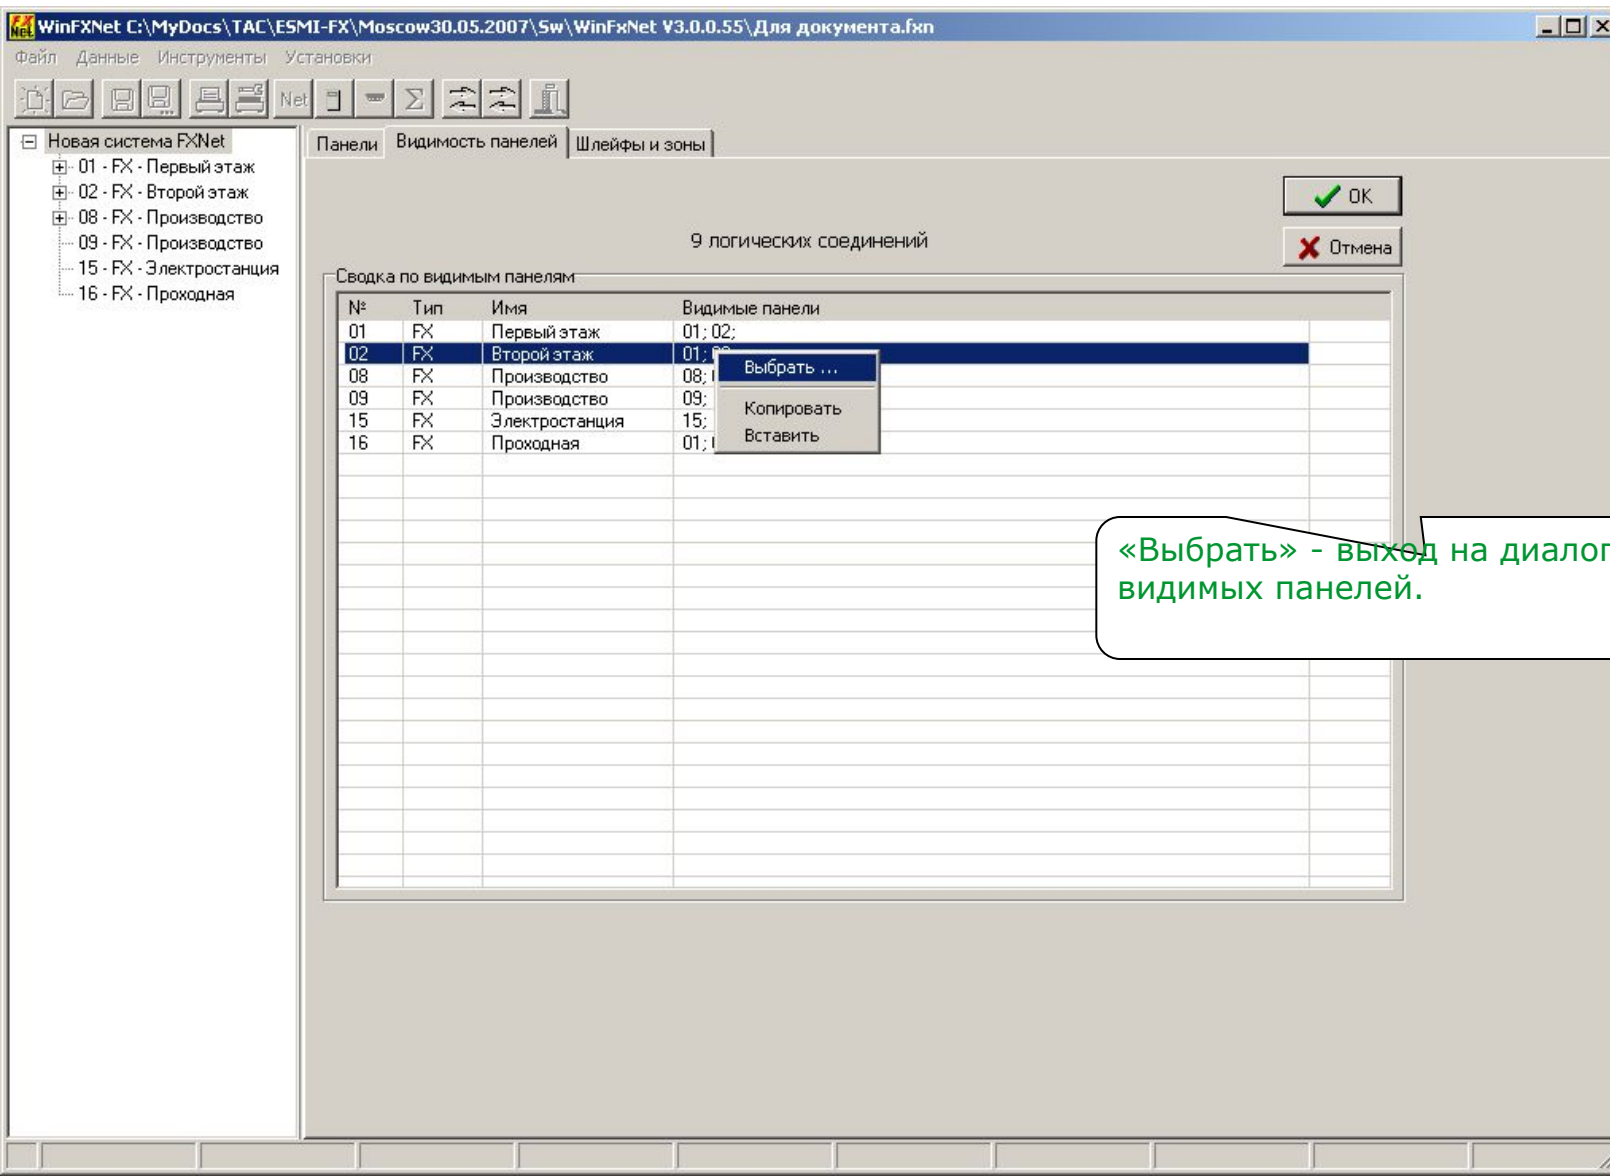 WinFXNet C:\MyDocs\TAC\ESMI-FX\Moscow30.05.2007\Sw\WinFxNet V3.0.0.55\Для документа.fxn
Файл Данные Инструменты Установки
Net
Новая система FXNet
01 - FX - Первый этаж
02 - FX - Второй этаж
08 - FX - Производство
09 - FX - Производство
15 - FX - Электростанция
16 - FX - Проходная
Панели Видимость панелей Шлейфы и зоны
OK
9 логических соединений
Отмена
Сводка по видимым панелям
№ Тип Имя Видимые панели
01 FX Первый этаж 01; 02;
02 FX Второй этаж 01;
08 FX Производство 08;
09 FX Производство 09;
15 FX Электростанция 15;
16 FX Проходная 01;
Выбрать ...
Копировать
Вставить
«Выбрать» - выход на диалог
видимых панелей.